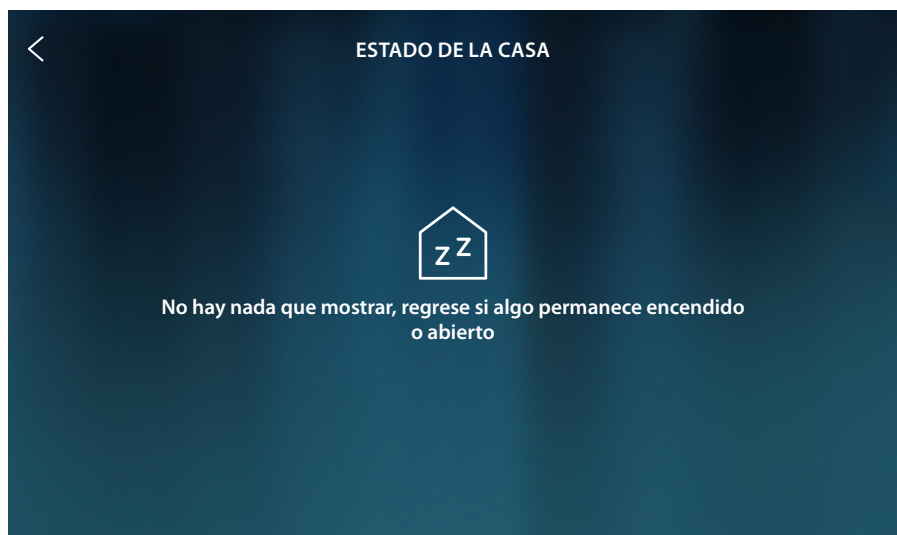 ESTADO DE LA CASA
z Z
No hay nada que mostrar, regrese si algo permanece encendido
o abierto